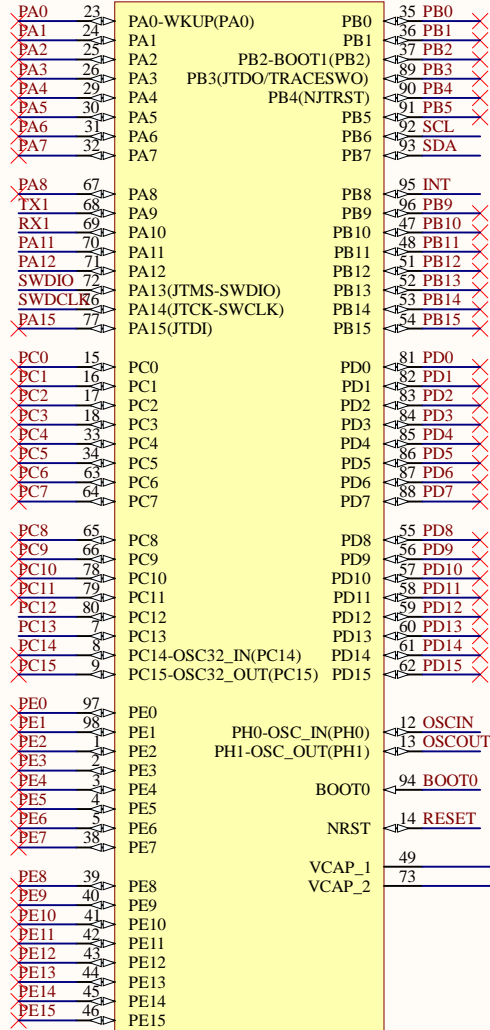 PA0 23 PA0-WKUP(PA0) PB0 35 PB0
PA1 24 PA1 PB1 36 PB1
PA2 25 PA2 PB2-BOOT1(PB2) 37 PB2
PA3 26 PA3 PB3(JTDO/TRACESWO) 89 PB3
PA4 29 PA4 PB4(NJTRST) 90 PB4
PA5 30 PA5 PB5 91 PB5
PA6 31 PA6 PB6 92 SCL
PA7 32 PA7 PB7 93 SDA
PA8 67 PA8 PB8 95 INT
TX1 68 PA9 PB9 96 PB9
RX1 69 PA10 PB10 47 PB10
PA11 70 PA11 PB11 48 PB11
PA12 71 PA12 PB12 51 PB12
SWDIO 72 PA13(JTMS-SWDIO) PB13 52 PB13
SWDCLK 76 PA14(JTCK-SWCLK) PB14 53 PB14
PA15 77 PA15(JTDI) PB15 54 PB15
PC0 15 PC0 PD0 81 PD0
PC1 16 PC1 PD1 82 PD1
PC2 17 PC2 PD2 83 PD2
PC3 18 PC3 PD3 84 PD3
PC4 33 PC4 PD4 85 PD4
PC5 34 PC5 PD5 86 PD5
PC6 63 PC6 PD6 87 PD6
PC7 64 PC7 PD7 88 PD7
PC8 65 PC8 PD8 55 PD8
PC9 66 PC9 PD9 56 PD9
PC10 78 PC10 PD10 57 PD10
PC11 79 PC11 PD11 58 PD11
PC12 80 PC12 PD12 59 PD12
PC13 7 PC13 PD13 60 PD13
PC14 8 PC14-OSC32_IN(PC14) PD14 61 PD14
PC15 9 PC15-OSC32_OUT(PC15) PD15 62 PD15
PE0 97 PE0
PE1 98 PE1 PH0-OSC_IN(PH0) 12 OSCIN
PE2 1 PE2 PH1-OSC_OUT(PH1) 13 OSCOUT
PE3 2 PE3
PE4 3 PE4 BOOT0 94 BOOT0
PE5 4 PE5
PE6 5 PE6 NRST 14 RESET
PE7 38 PE7
VCAP_1 49
PE8 39 PE8 VCAP_2 73
PE9 40 PE9
PE10 41 PE10
PE11 42 PE11
PE12 43 PE12
PE13 44 PE13
PE14 45 PE14
PE15 46 PE15